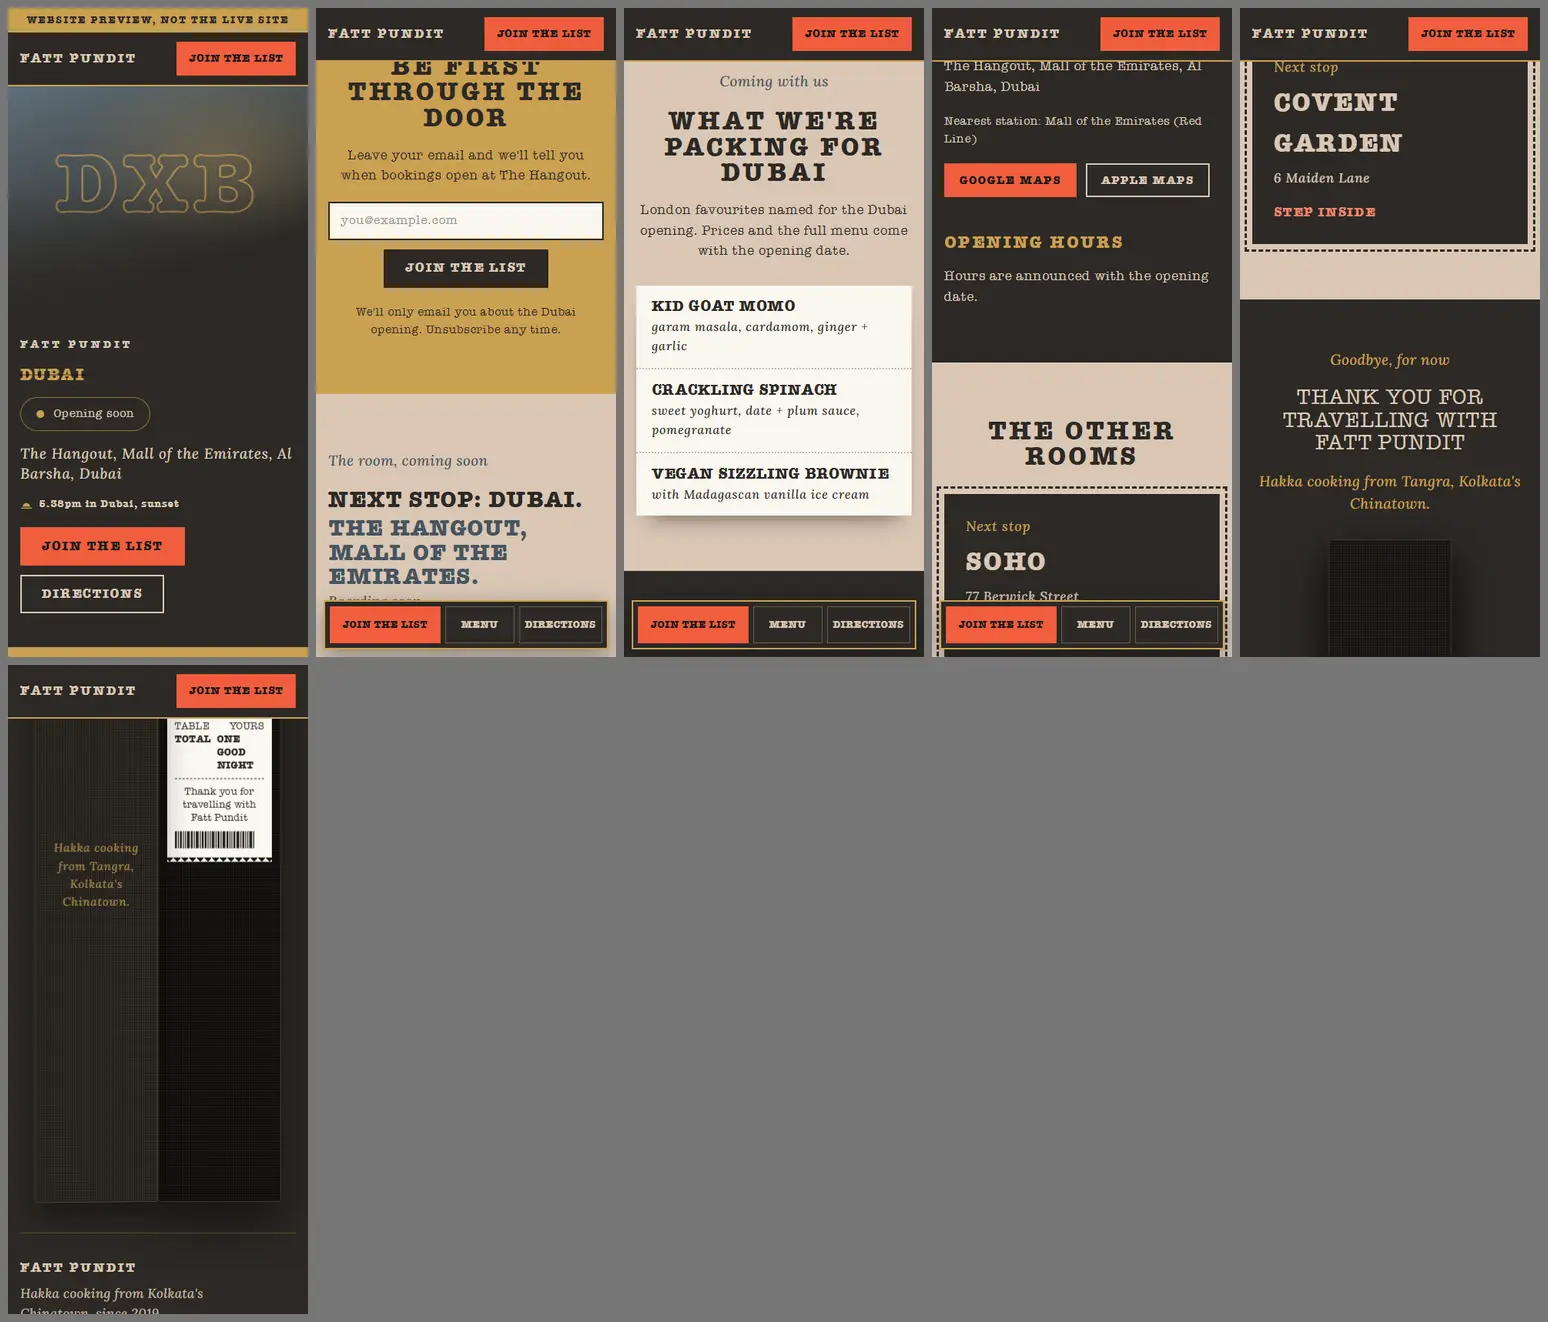 WEBSITE PREVIEW, NOT THE LIVE SITE
FATT PUNDIT
JOIN THE LIST
DXB
FATT PUNDIT
DUBAI
Opening soon
The Hangout, Mall of the Emirates, Al
Barsha, Dubai
5.38pm in Dubai, sunset
JOIN THE LIST
DIRECTIONS
FATT PUNDIT
JOIN THE LIST
BE FIRST
THROUGH THE
DOOR
Leave your email and we'll tell you
when bookings open at The Hangout.
you@example.com
JOIN THE LIST
We'll only email you about the Dubai
opening. Unsubscribe any time.
The room, coming soon
NEXT STOP: DUBAI.
THE HANGOUT,
MALL OF THE
EMIRATES.
JOIN THE LIST
MENU
DIRECTIONS
FATT PUNDIT
JOIN THE LIST
Coming with us
WHAT WE'RE
PACKING FOR
DUBAI
London favourites named for the Dubai
opening. Prices and the full menu come
with the opening date.
KID GOAT MOMO
garam masala, cardamom, ginger +
garlic
CRACKLING SPINACH
sweet yoghurt, date + plum sauce,
pomegranate
VEGAN SIZZLING BROWNIE
with Madagascan vanilla ice cream
JOIN THE LIST
MENU
DIRECTIONS
FATT PUNDIT
JOIN THE LIST
The Hangout, Mall of the Emirates, Al
Barsha, Dubai
Nearest station: Mall of the Emirates (Red
Line)
GOOGLE MAPS
APPLE MAPS
OPENING HOURS
Hours are announced with the opening
date.
THE OTHER
ROOMS
Next stop
SOHO
77 Berwick Street
JOIN THE LIST
MENU
DIRECTIONS
FATT PUNDIT
JOIN THE LIST
Next stop
COVENT
GARDEN
6 Maiden Lane
STEP INSIDE
Goodbye, for now
THANK YOU FOR
TRAVELLING WITH
FATT PUNDIT
Hakka cooking from Tangra, Kolkata's
Chinatown.
FATT PUNDIT
JOIN THE LIST
TABLE YOURS
TOTAL ONE
GOOD
NIGHT
Thank you for
travelling with
Fatt Pundit
Hakka cooking
from Tangra,
Kolkata's
Chinatown.
FATT PUNDIT
Hakka cooking from Kolkata's
Chinatown, since 2019